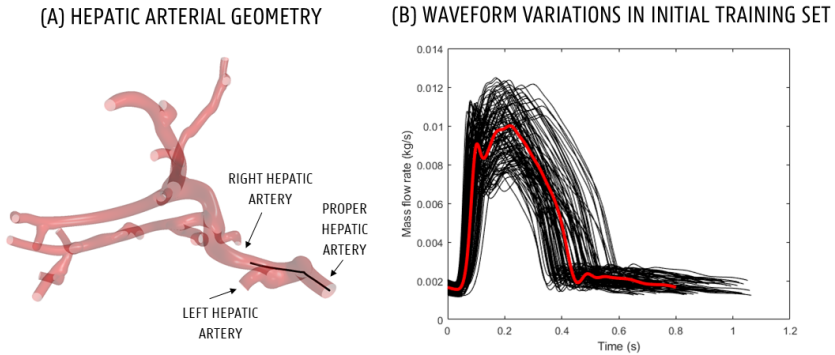 (A) HEPATIC ARTERIAL GEOMETRY
RIGHT HEPATIC
ARTERY
PROPER
HEPATIC
ARTERY
LEFT HEPATIC
ARTERY
(B) WAVEFORM VARIATIONS IN INITIAL TRAINING SET
0.014
0.012
0.01
0.008
0.006
0.004
0.002
0
Mass flow rate (kg/s)
0 0.2 0.4 0.6 0.8 1 1.2
Time (s)